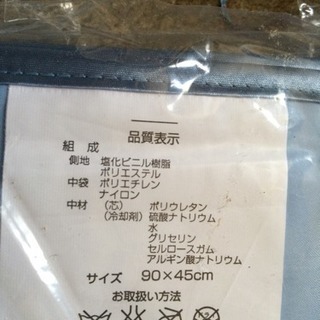 品質表示
組 成
側地 塩化ビニル樹脂
ポリエステル
中袋 ポリエチレン
ナイロン
中材 (芯) ポリウレタン
(冷却剤) 硫酸ナトリウム
水
グリセリン
セルロースガム
アルギン酸ナトリウム
サイズ 90×45cm
お取扱い方法